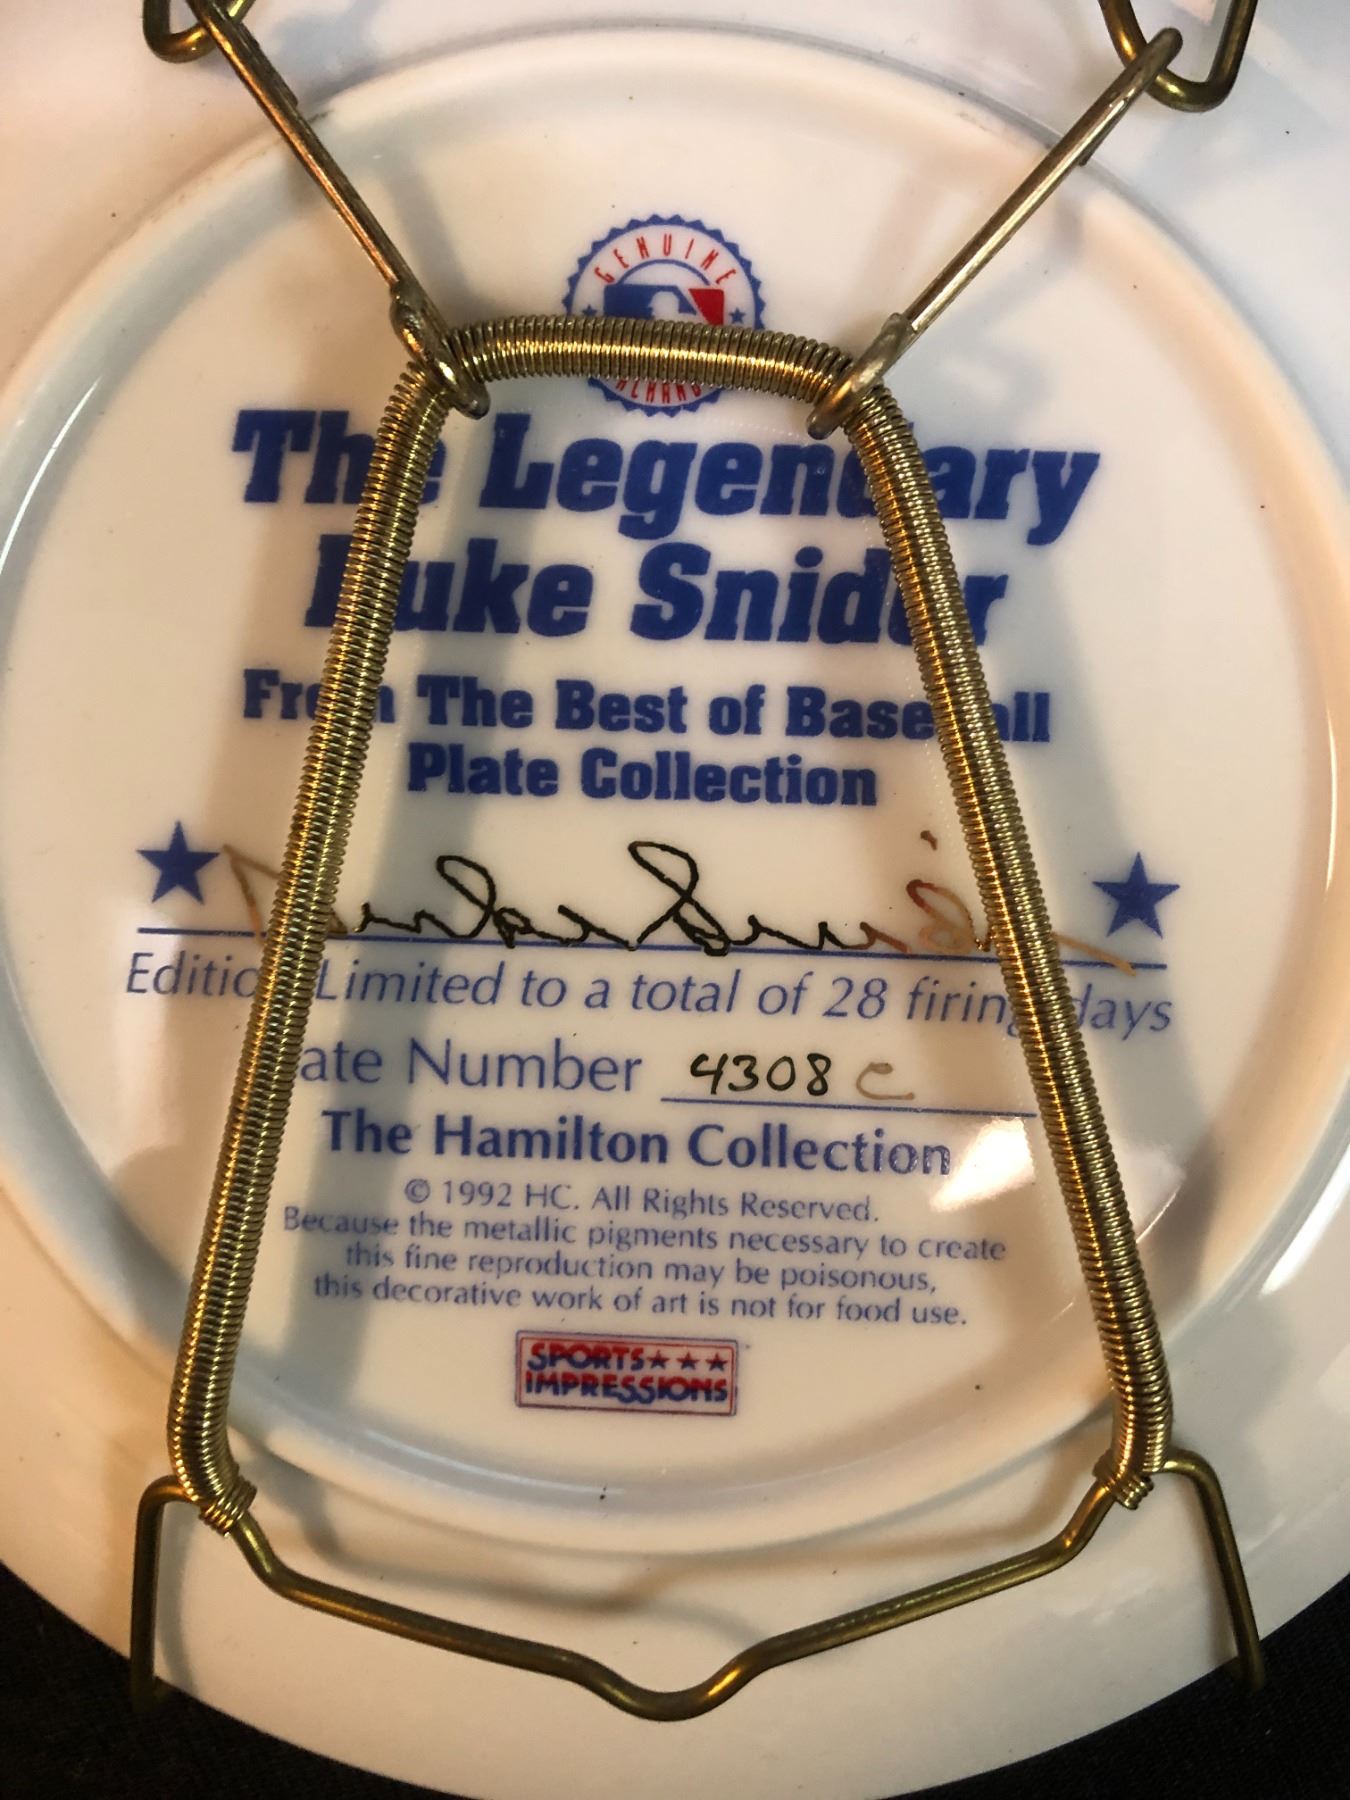 GENUINE
The Legendary
Duke Snider
From The Best of Baseball
Plate Collection
Edition Limited to a total of 28 firing days
Plate Number 4308 C
The Hamilton Collection
© 1992 HC. All Rights Reserved.
Because the metallic pigments necessary to create
this fine reproduction may be poisonous,
this decorative work of art is not for food use.
SPORTS
IMPRESSIONS